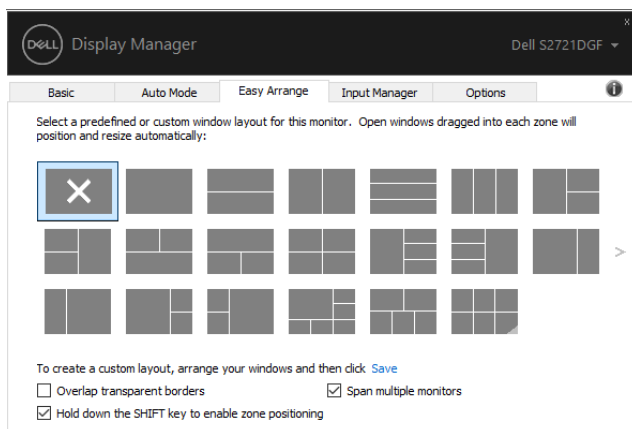 DELL Display Manager
Dell S2721DGF
Basic Auto Mode Easy Arrange Input Manager Options
Select a predefined or custom window layout for this monitor. Open windows dragged into each zone will
position and resize automatically:
To create a custom layout, arrange your windows and then click Save
Overlap transparent borders
Span multiple monitors
Hold down the SHIFT key to enable zone positioning